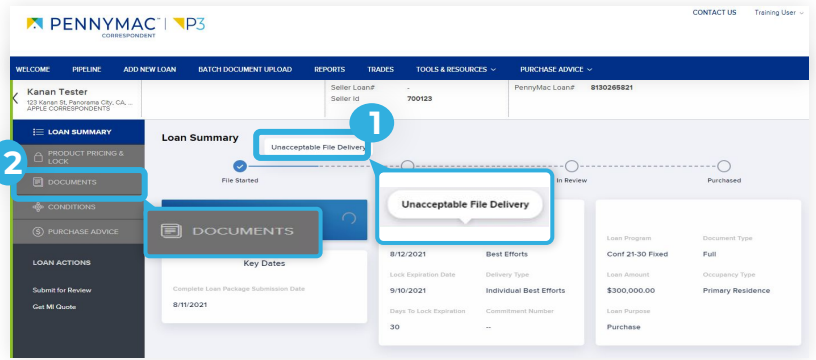 CONTACT US Training User
PENNYMAC P3
CORRESPONDENT
WELCOME PIPELINE ADD NEW LOAN BATCH DOCUMENT UPLOAD REPORTS TRADES TOOLS & RESOURCES PURCHASE ADVICE
Kanan Tester
123 Kanan St, Panorama City, CA, ...
APPLE CORRESPONDENTS
Seller Loan# -
Seller Id 700123
PennyMac Loan# 8130265821
1
LOAN SUMMARY
Loan Summary
Unacceptable File Delivery
2
PRODUCT PRICING &
LOCK
DOCUMENTS
CONDITIONS
PURCHASE ADVICE
File Started
In Review
Purchased
Unacceptable File Delivery
DOCUMENTS
LOAN ACTIONS
Submit for Review
Get MI Quote
Key Dates
Complete Loan Package Submission Date
8/11/2021
8/12/2021 Best Efforts
Lock Expiration Date Delivery Type
9/10/2021 Individual Best Efforts
Days To Lock Expiration Commitment Number
30 --
Loan Program Document Type
Conf 21-30 Fixed Full
Loan Amount Occupancy Type
$300,000.00 Primary Residence
Loan Purpose
Purchase